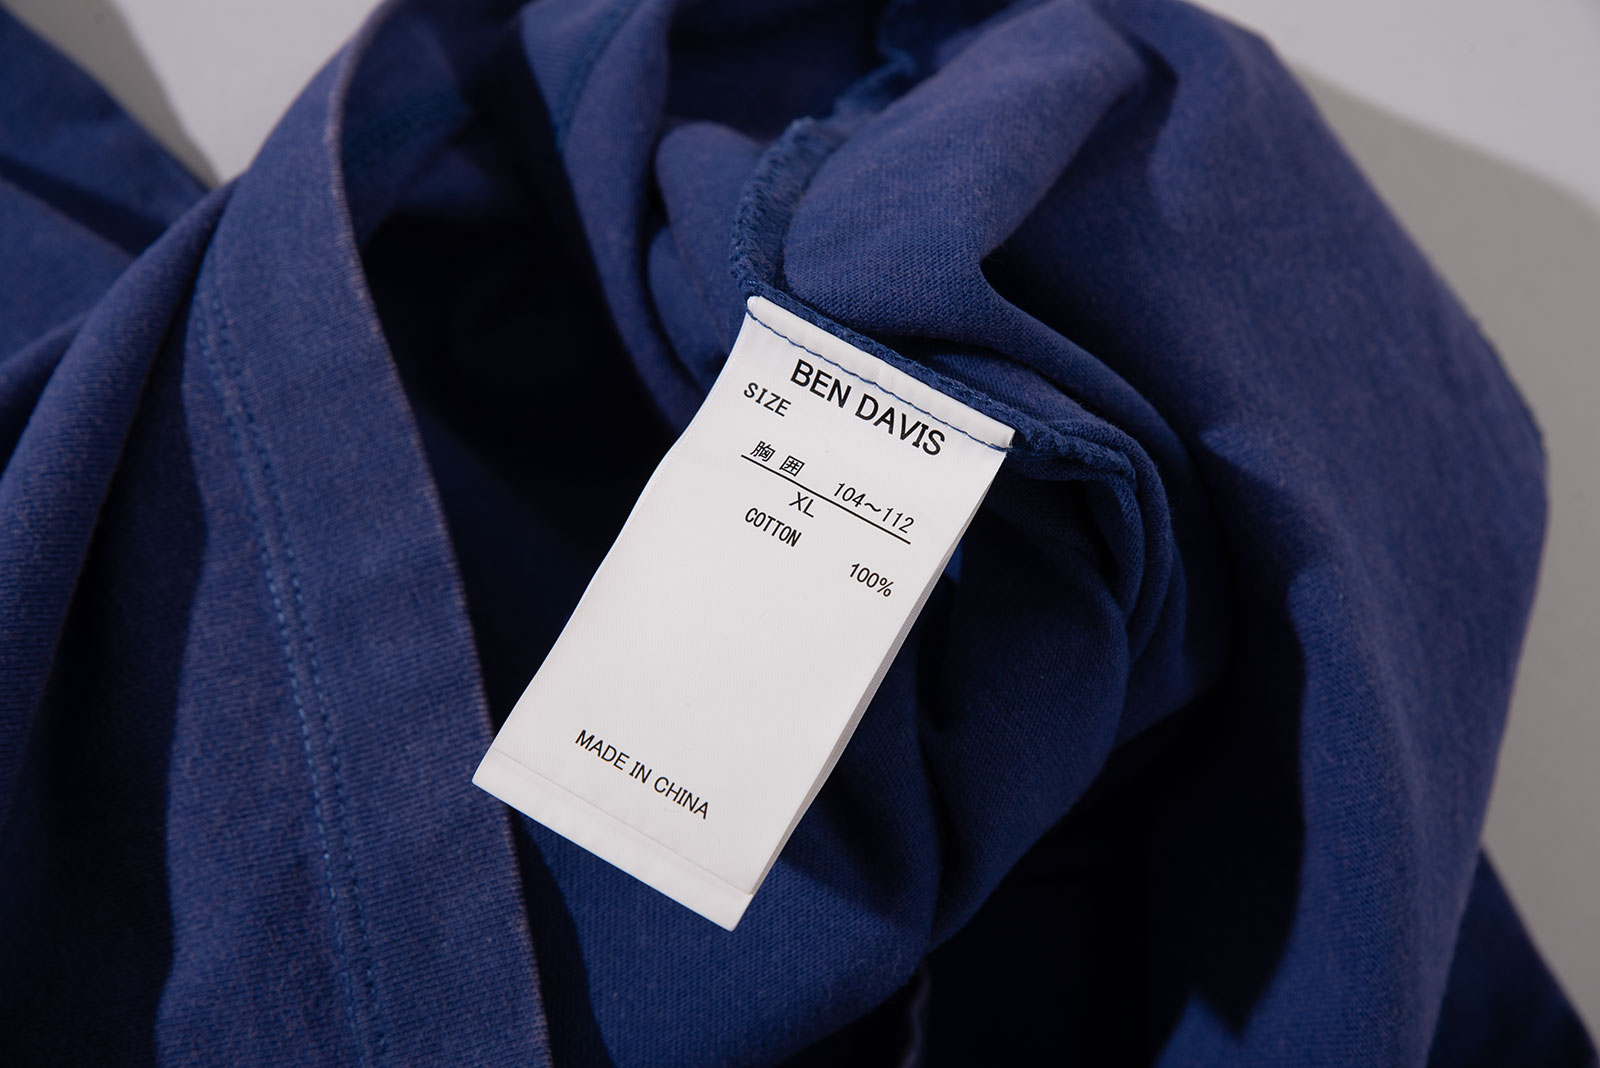 BEN DAVIS
SIZE
胸囲 104～112
XL
COTTON 100%
MADE IN CHINA